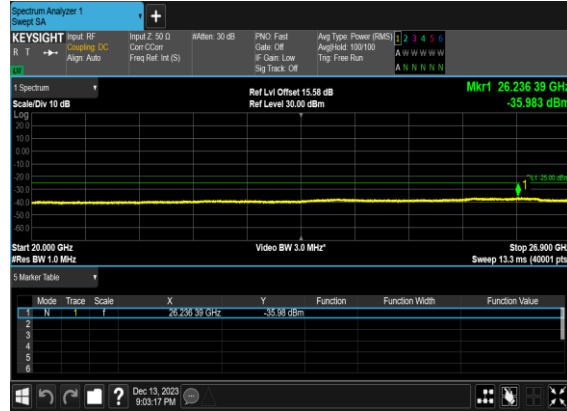 Spectrum Analyzer 1
Swept SA
+
KEYSIGHT Input: RF Input Z: 50 Ω #Atten: 30 dB PNO: Fast Avg Type: Power (RMS) 1 2 3 4 5 6
R T Coupling: DC Corr CCorr Gate: Off Avg|Hold: 100/100 A W W W W W
Align: Auto Freq Ref: Int (S) IF Gain: Low Trig: Free Run
Sig Track: Off A N N N N N
1 Spectrum
Ref Lvl Offset 15.58 dB Mkr1 26.236 39 GHz
Scale/Div 10 dB Ref Level 30.00 dBm -35.983 dBm
Log
20.0
10.0
0.00
-10.0
-20.0
DL1 -25.00 dBm
1
-30.0
-40.0
-50.0
-60.0
Start 20.000 GHz Video BW 3.0 MHz* Stop 26.900 GHz
#Res BW 1.0 MHz Sweep 13.3 ms (40001 pts)
5 Marker Table
Mode Trace Scale X Y Function Function Width Function Value
1 N 1 f 26.236 39 GHz -35.98 dBm
2
3
4
5
6
? Dec 13, 2023
9:03:17 PM